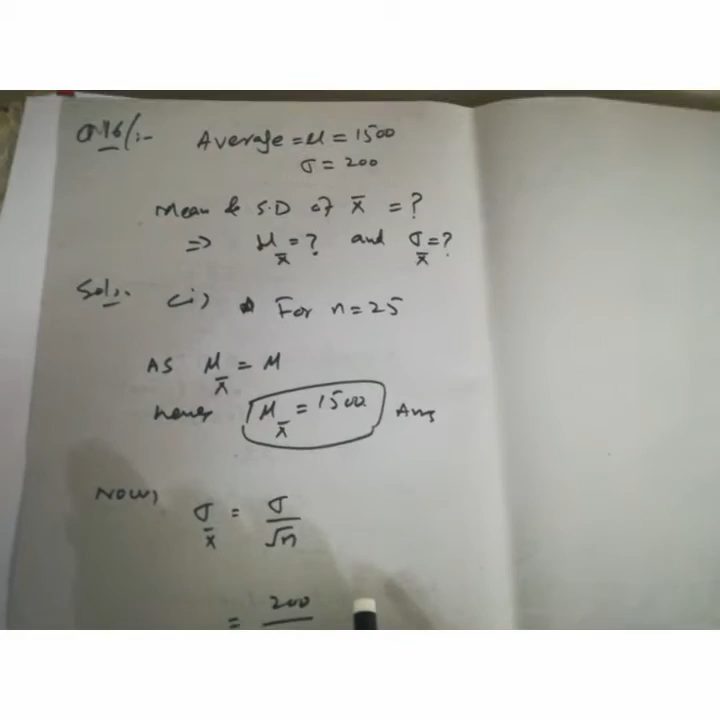 Q.16/:- Average = μ = 1500
σ = 200
Mean & S.D of x̄ = ?
⇒ μx̄ = ? and σx̄ = ?
Sol:. (i) For n = 25
As μx̄ = μ
hence μx̄ = 1500 Ans
Now, σx̄ = σ/√n
= 200